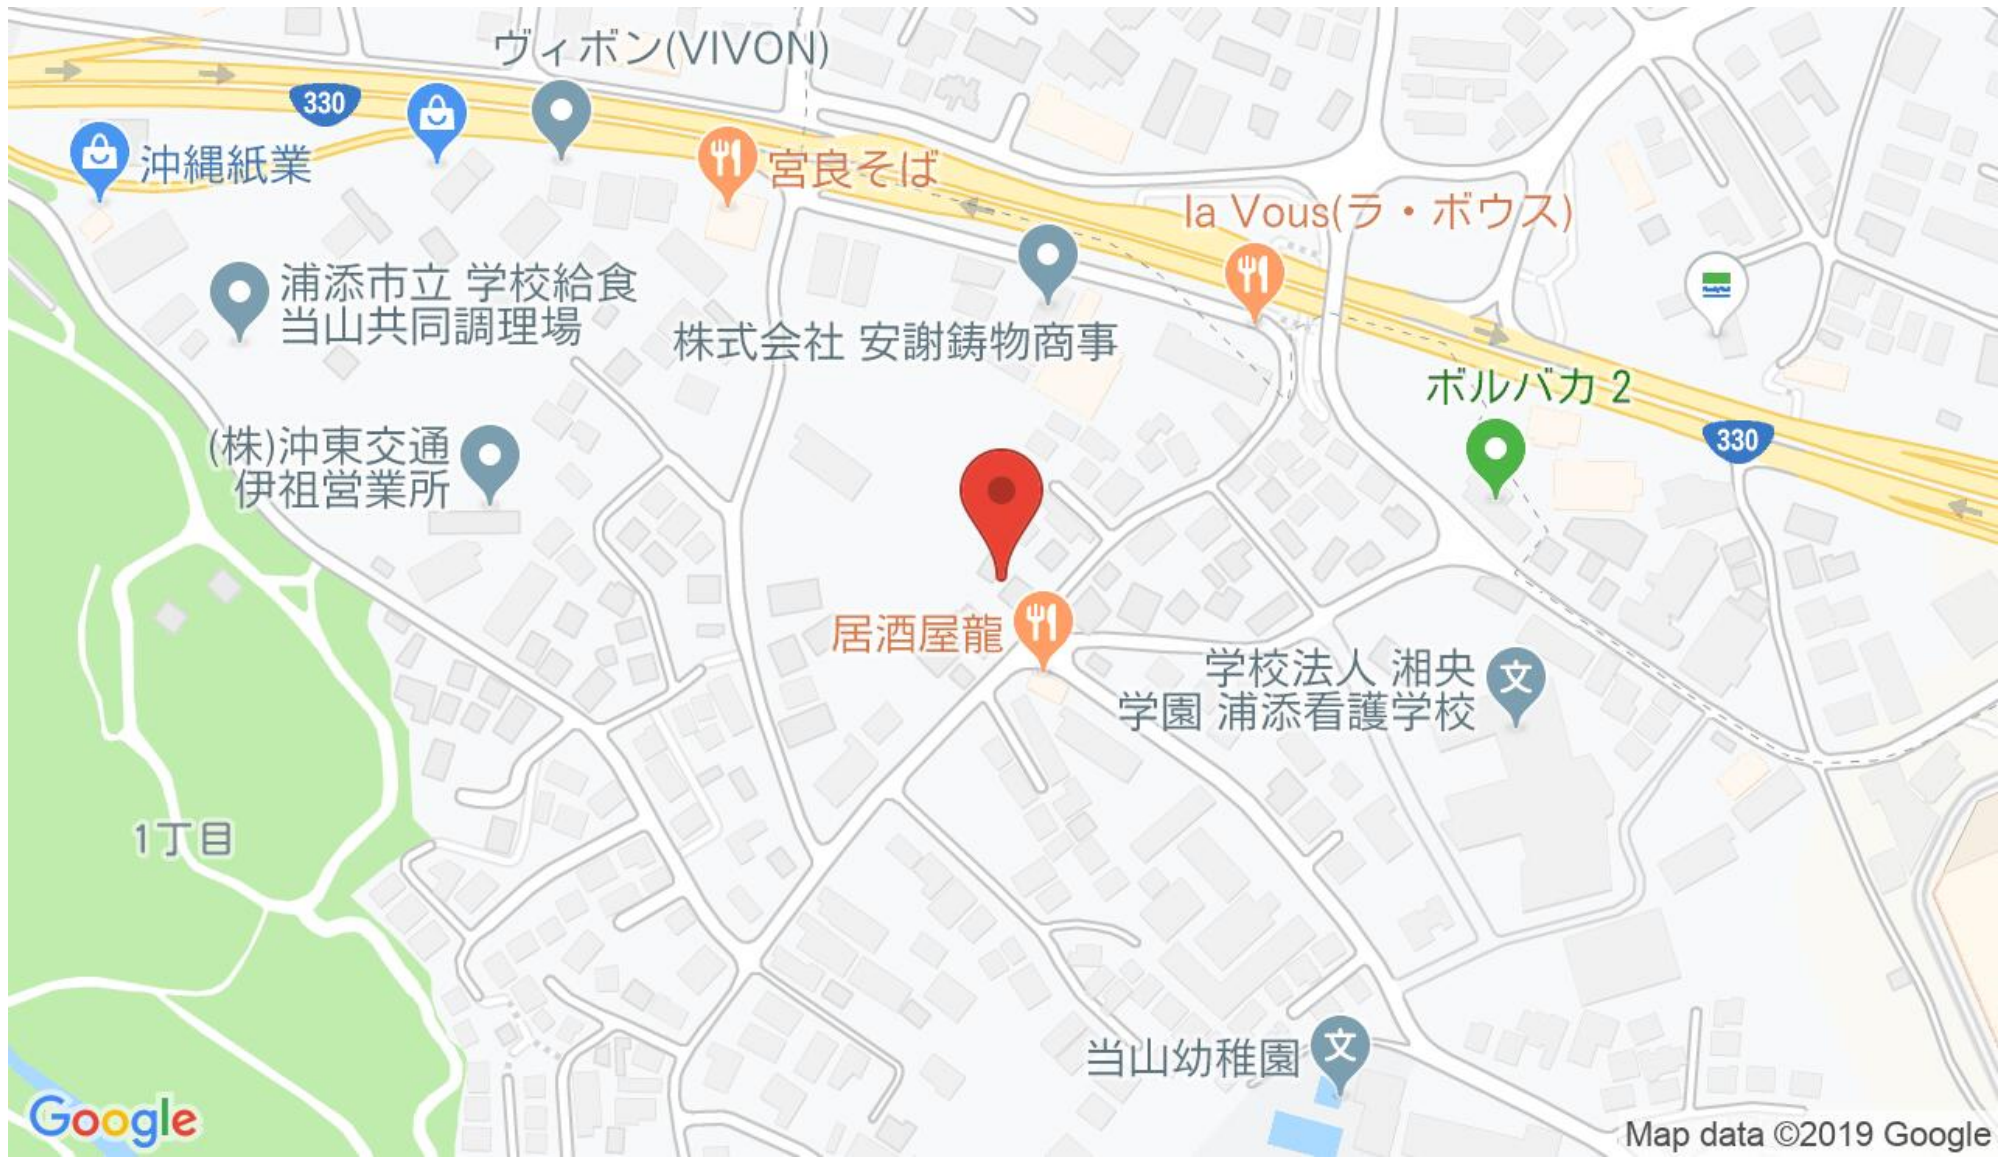 ヴィボン(VIVON)
330
沖縄紙業
宮良そば
la Vous(ラ・ボウス)
浦添市立 学校給食
当山共同調理場
株式会社 安謝鋳物商事
FamilyMart
ボルバカ 2
330
(株)沖東交通
伊祖営業所
居酒屋龍
学校法人 湘央
学園 浦添看護学校
文
1丁目
当山幼稚園
文
Google
Map data ©2019 Google